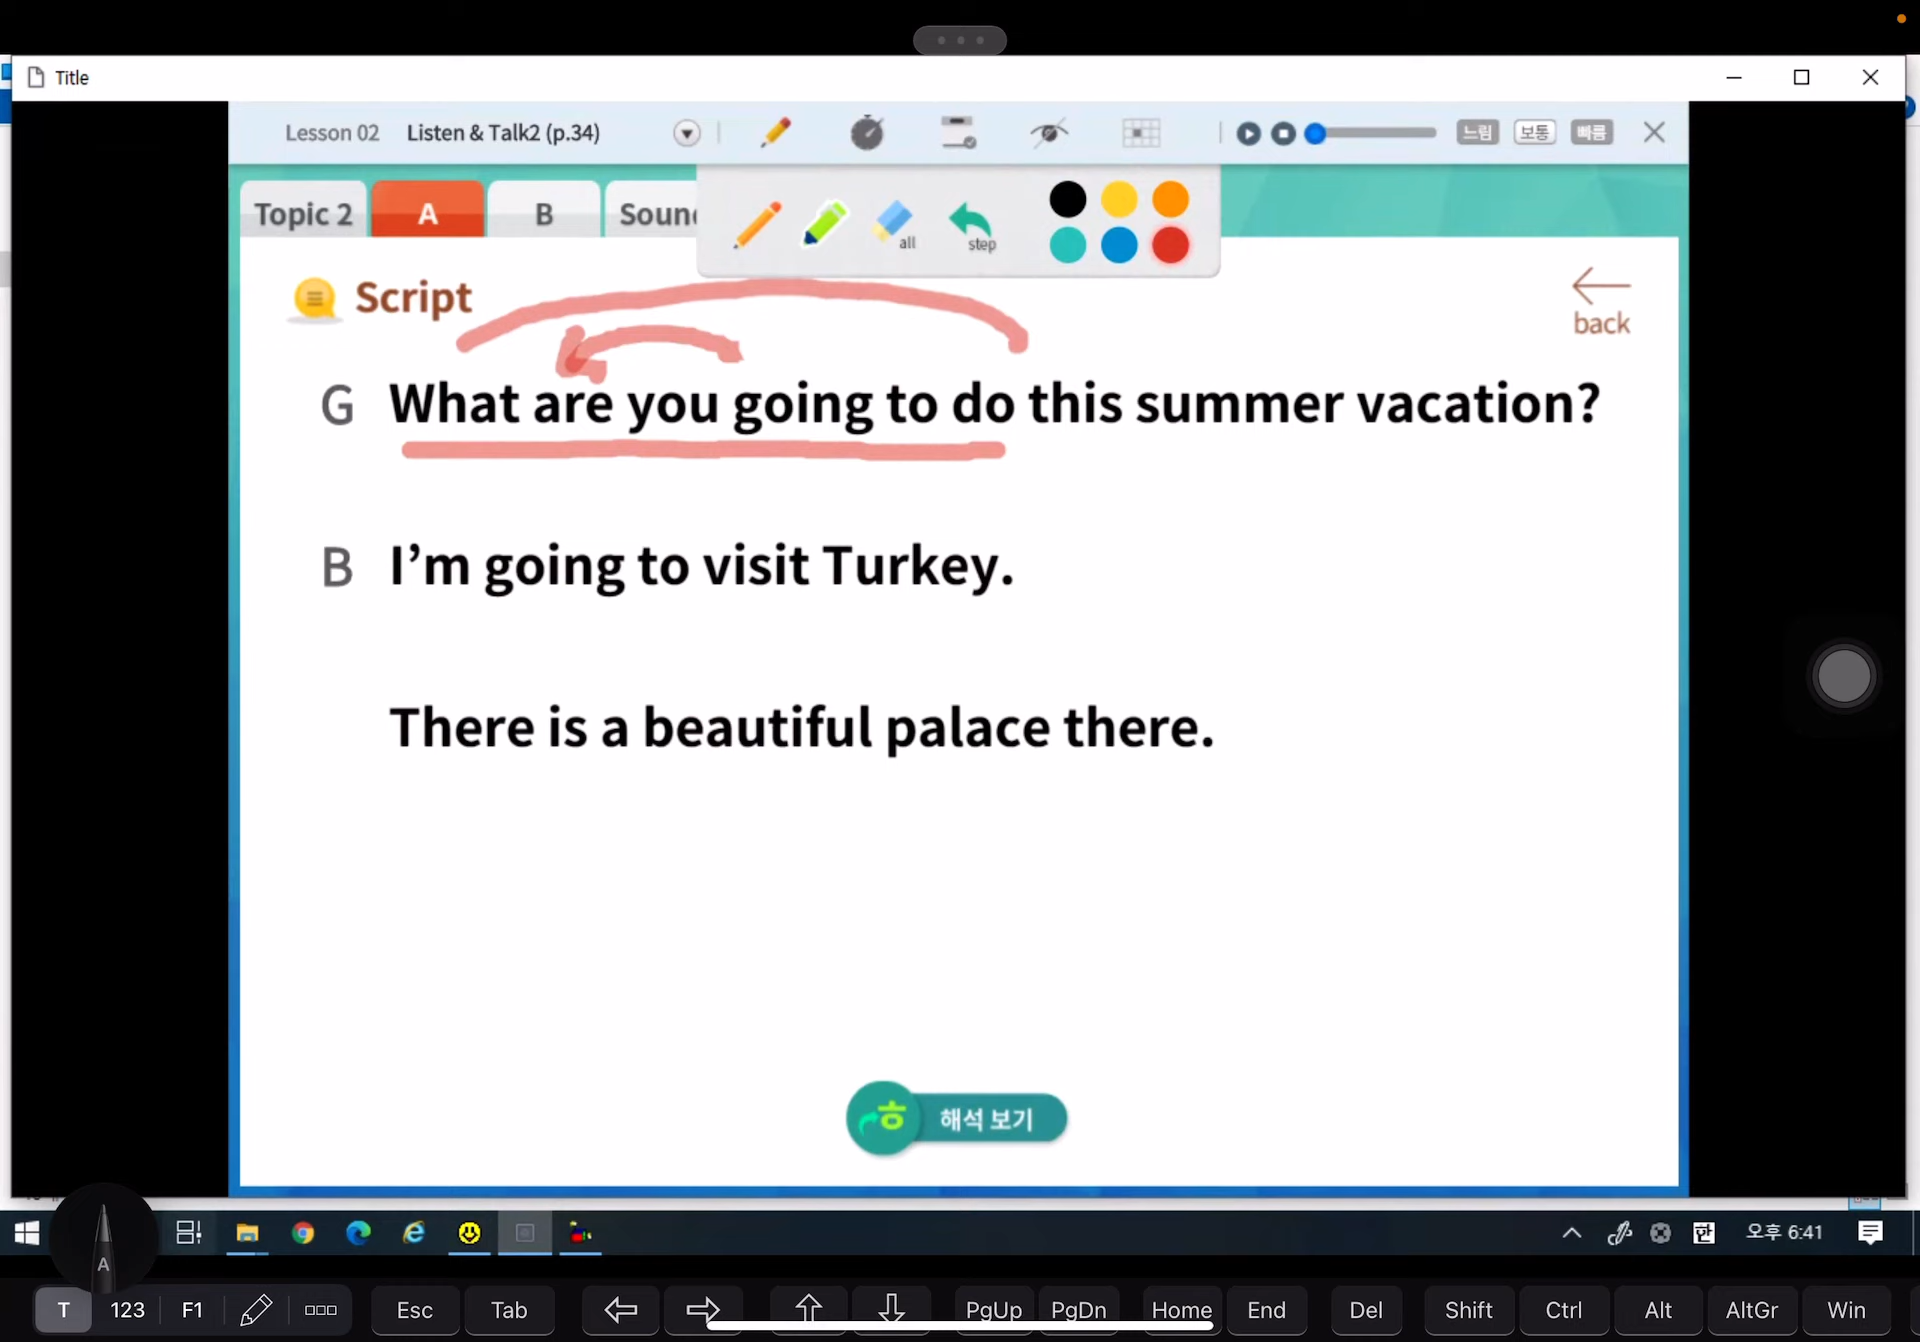 Title
Lesson 02 Listen & Talk2 (p.34) 느림 보통 빠름
Topic 2 A B Soun
all step
Script
back
G What are you going to do this summer vacation?
B I'm going to visit Turkey.
There is a beautiful palace there.
ㅎ 해석 보기
한 오후 6:41
A
T 123 F1 Esc Tab PgUp PgDn Home End Del Shift Ctrl Alt AltGr Win